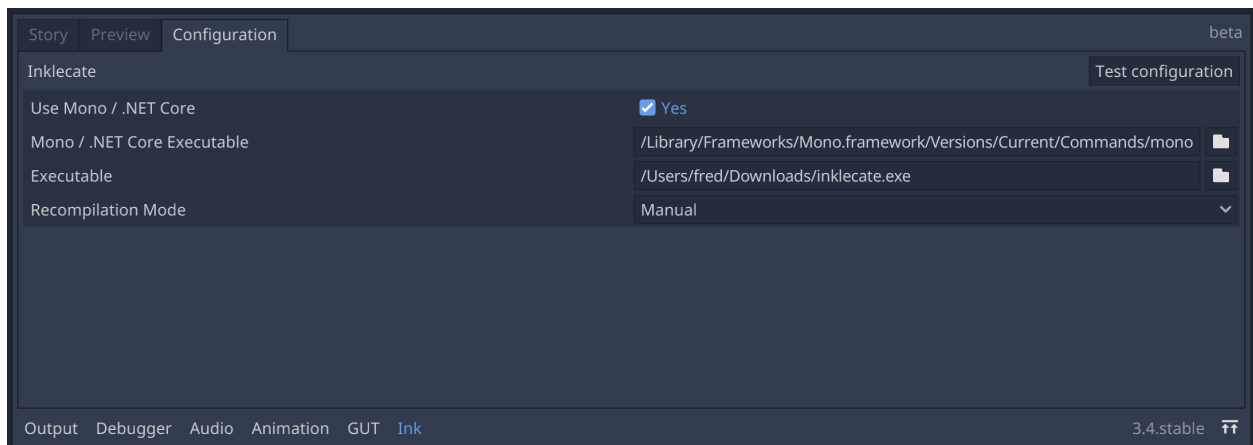 Story Preview Configuration beta
Inklecate Test configuration
Use Mono / .NET Core Yes
Mono / .NET Core Executable /Library/Frameworks/Mono.framework/Versions/Current/Commands/mono
Executable /Users/fred/Downloads/inklecate.exe
Recompilation Mode Manual
Output Debugger Audio Animation GUT Ink 3.4.stable